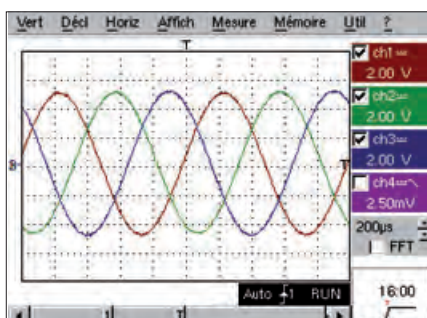 Vert Décl Horiz Affich Mesure Mémoire Util ?
T
ch1
2.00 V
ch2
2.00 V
ch3
2.00 V
T
ch4
2.50mV
200µs
FFT
Auto 1 RUN
16:00
1 T